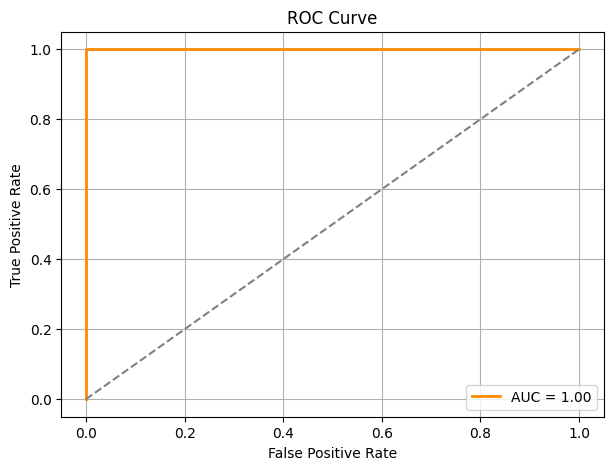 ROC Curve
True Positive Rate
1.0
0.8
0.6
0.4
0.2
0.0
AUC = 1.00
0.0 0.2 0.4 0.6 0.8 1.0
False Positive Rate